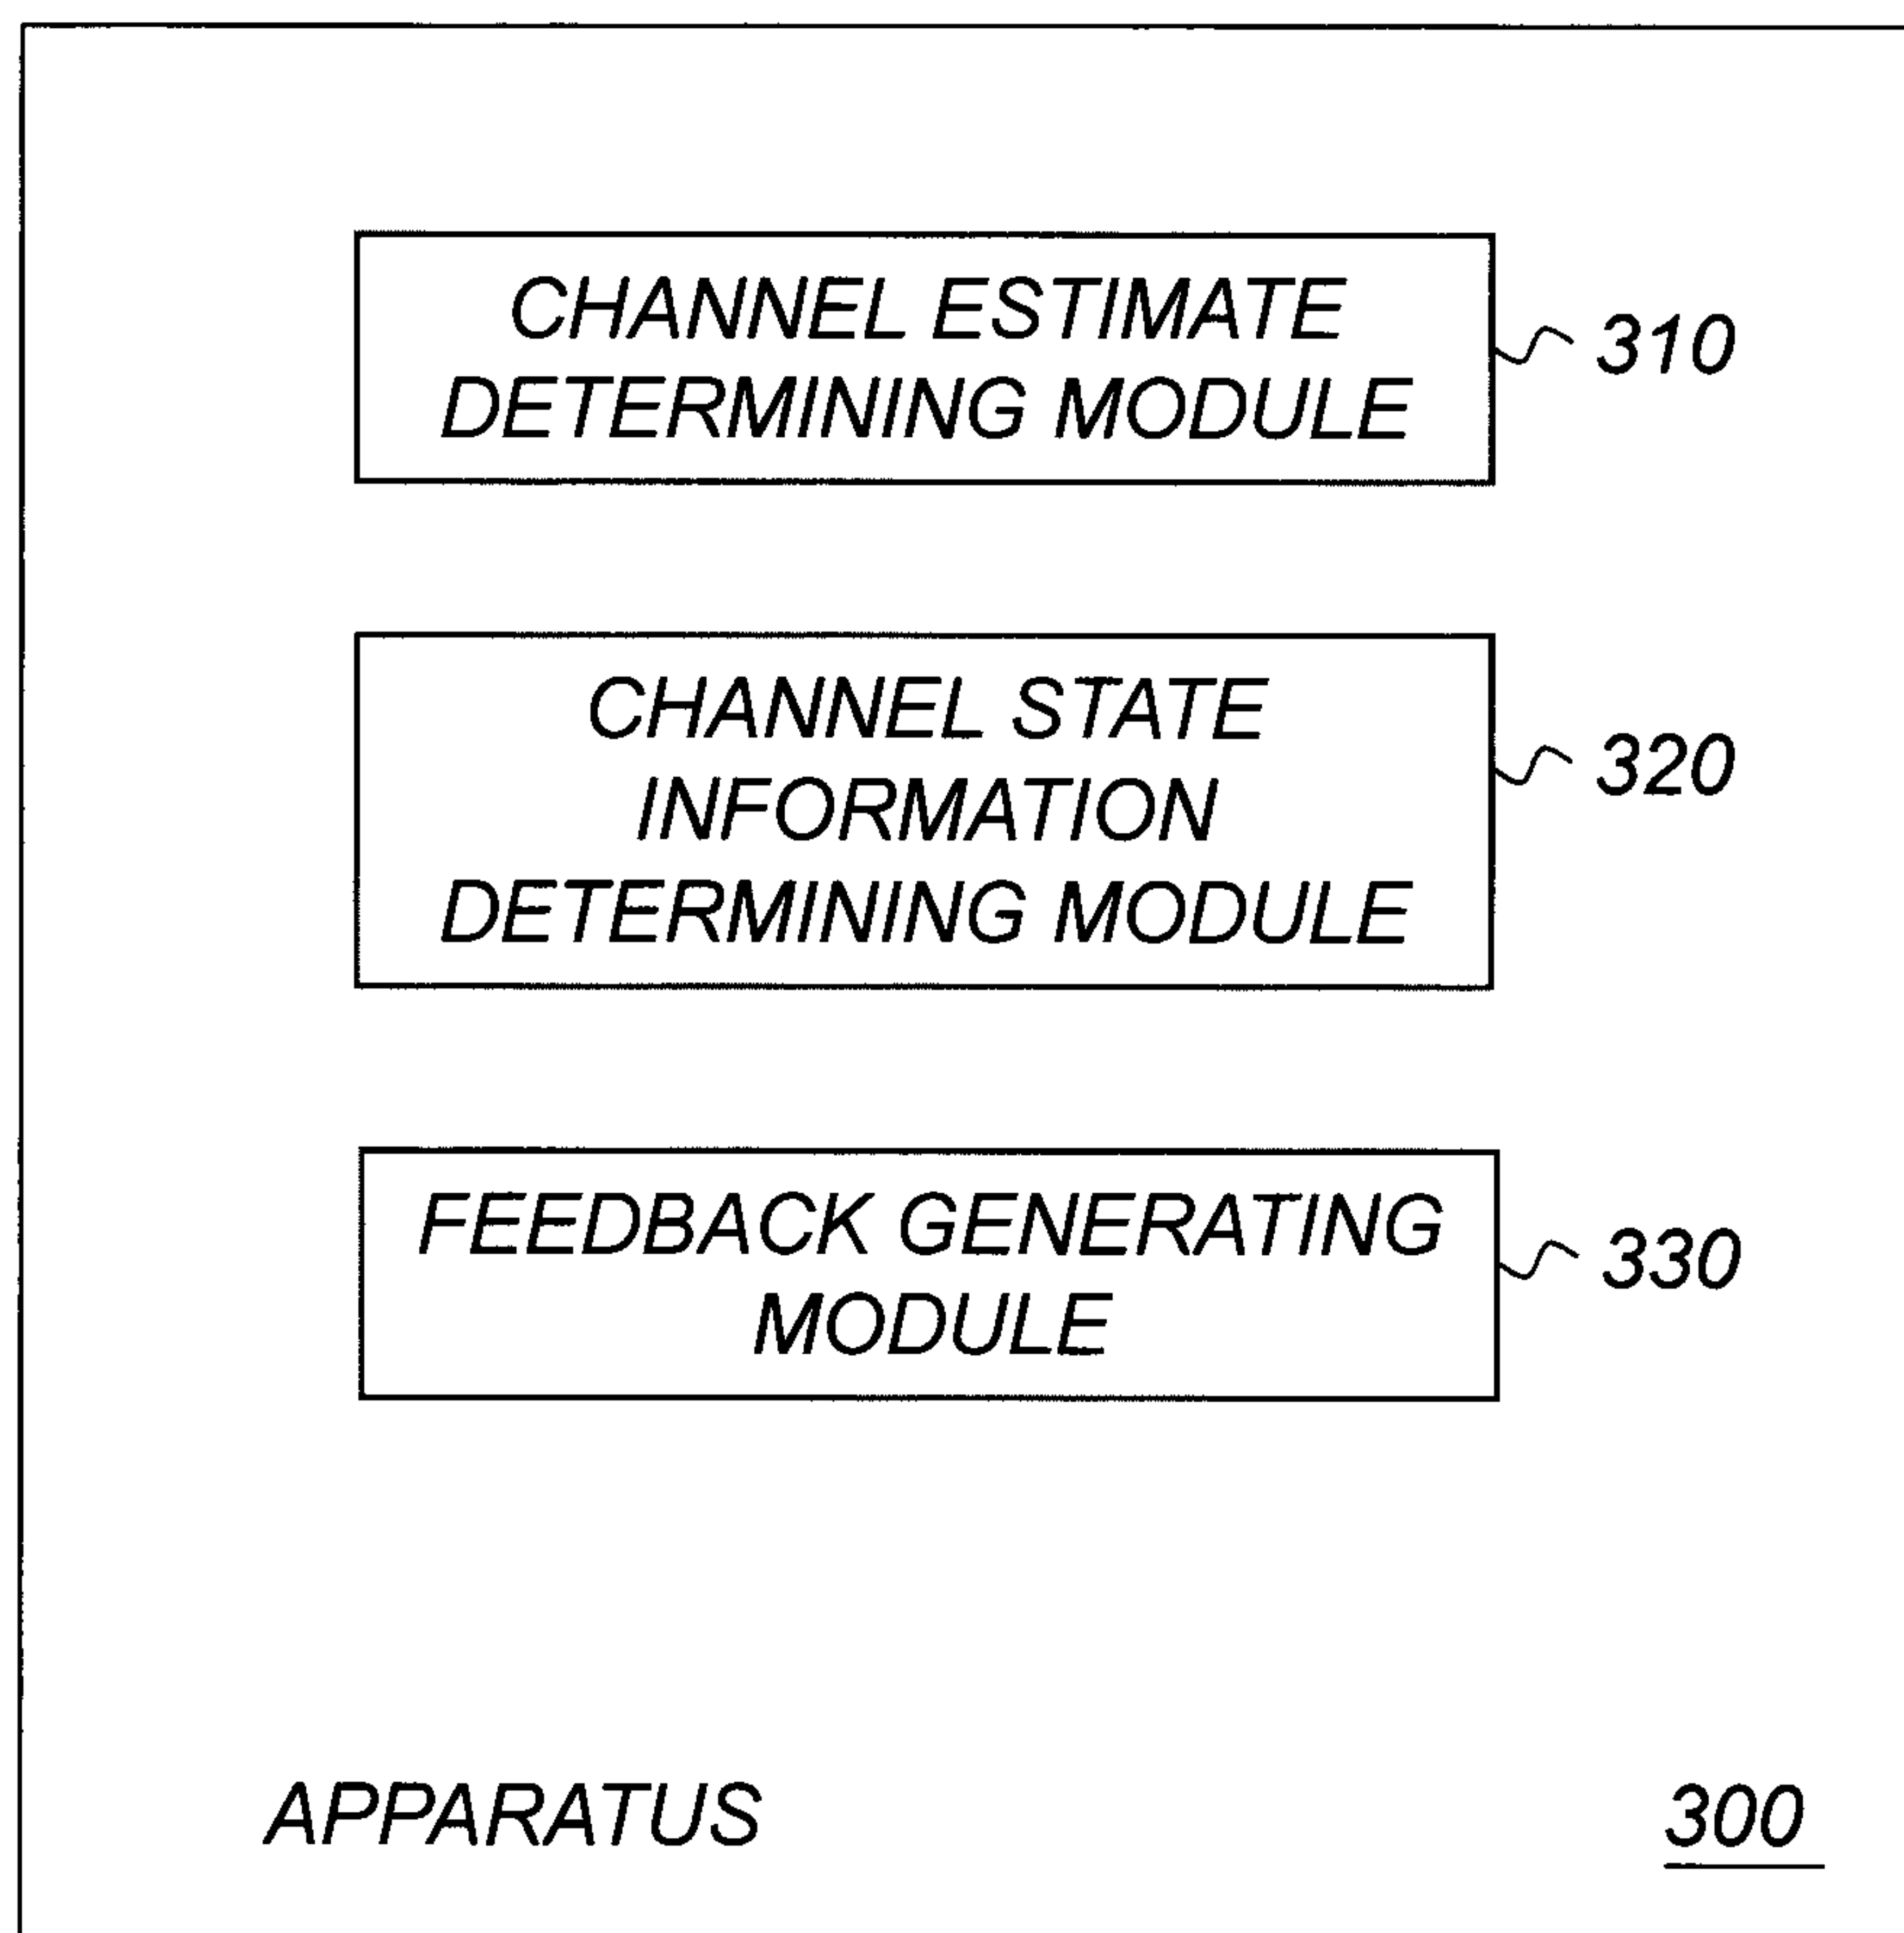 CHANNEL ESTIMATE
DETERMINING MODULE
310
CHANNEL STATE
INFORMATION
DETERMINING MODULE
320
FEEDBACK GENERATING
MODULE
330
APPARATUS
300